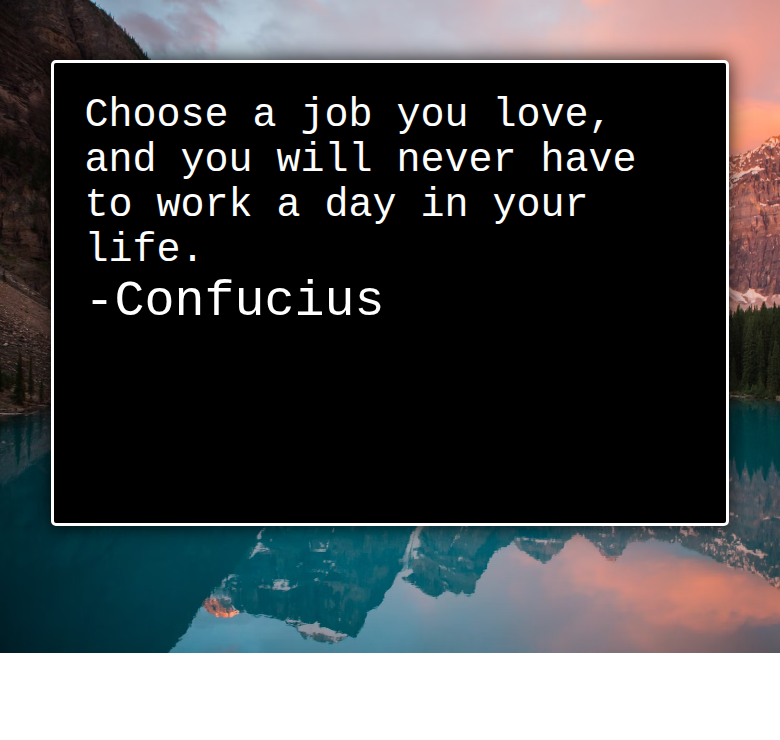 Choose a job you love,
and you will never have
to work a day in your
life.
-Confucius